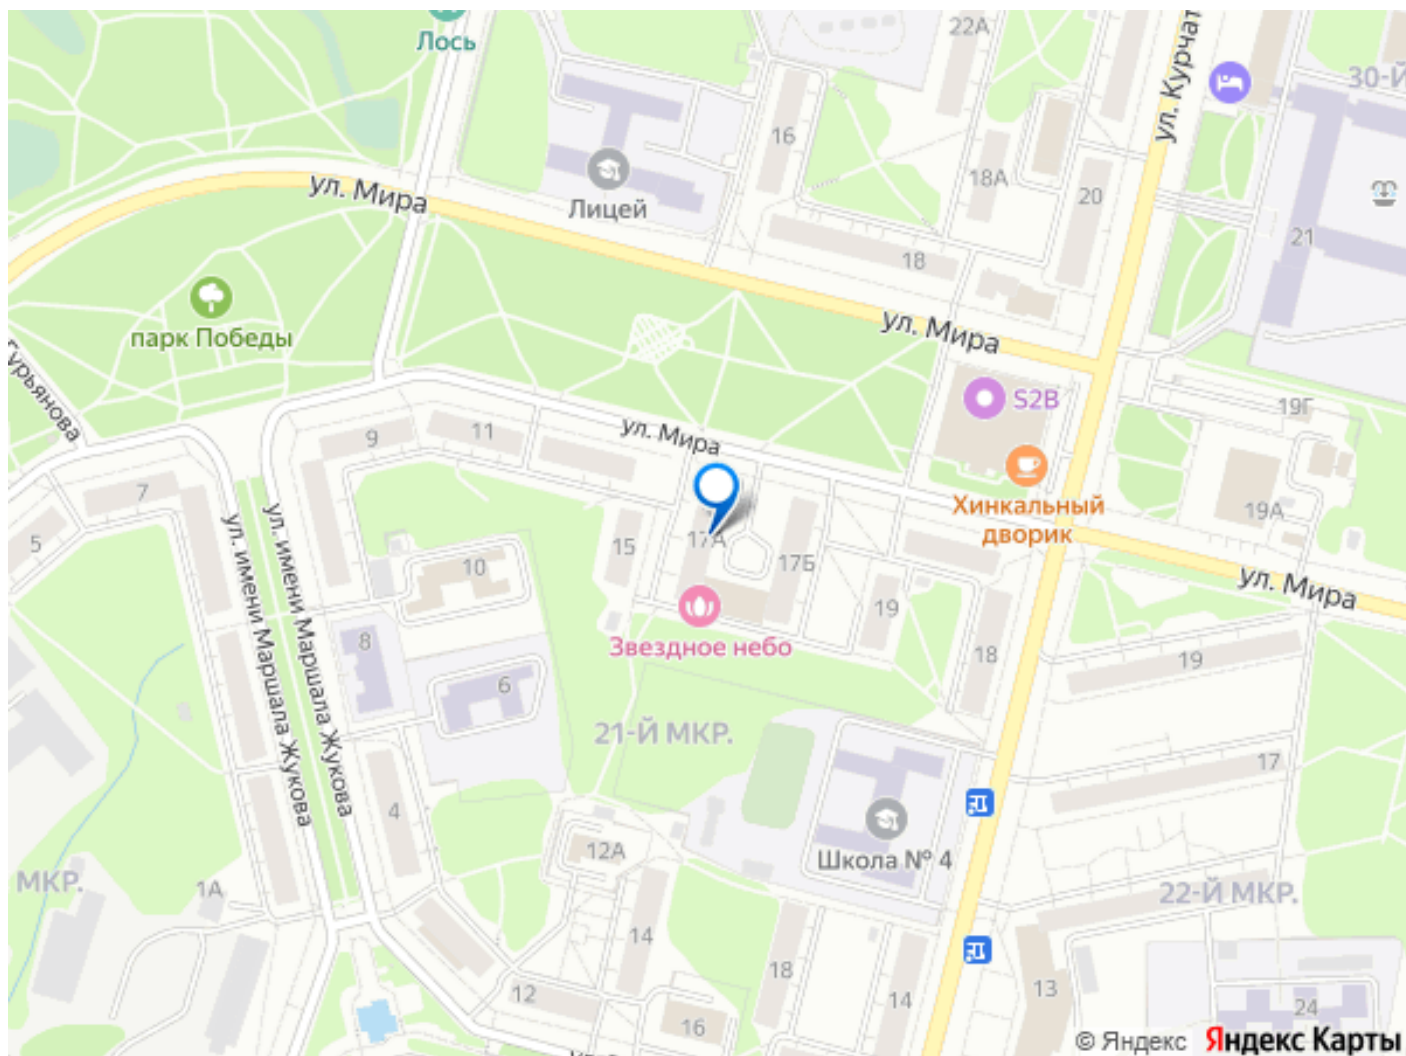 Лось
22А
ул. Курчат
30-Й
16
18А
20
ул. Мира
Лицей
21
18
парк Победы
ул. Мира
Гурьянова
S2B
19Г
9
11
ул. Мира
7
Хинкальный
дворик
19А
5
ул. имени Маршала Жукова
ул. имени Маршала Жукова
15
17А
17Б
10
ул. Мира
19
8
Звездное небо
18
19
6
21-Й МКР.
17
4
12А
Школа № 4
МКР.
1А
22-Й МКР.
14
18
12
14
13
16
24
© Яндекс Яндекс Карты